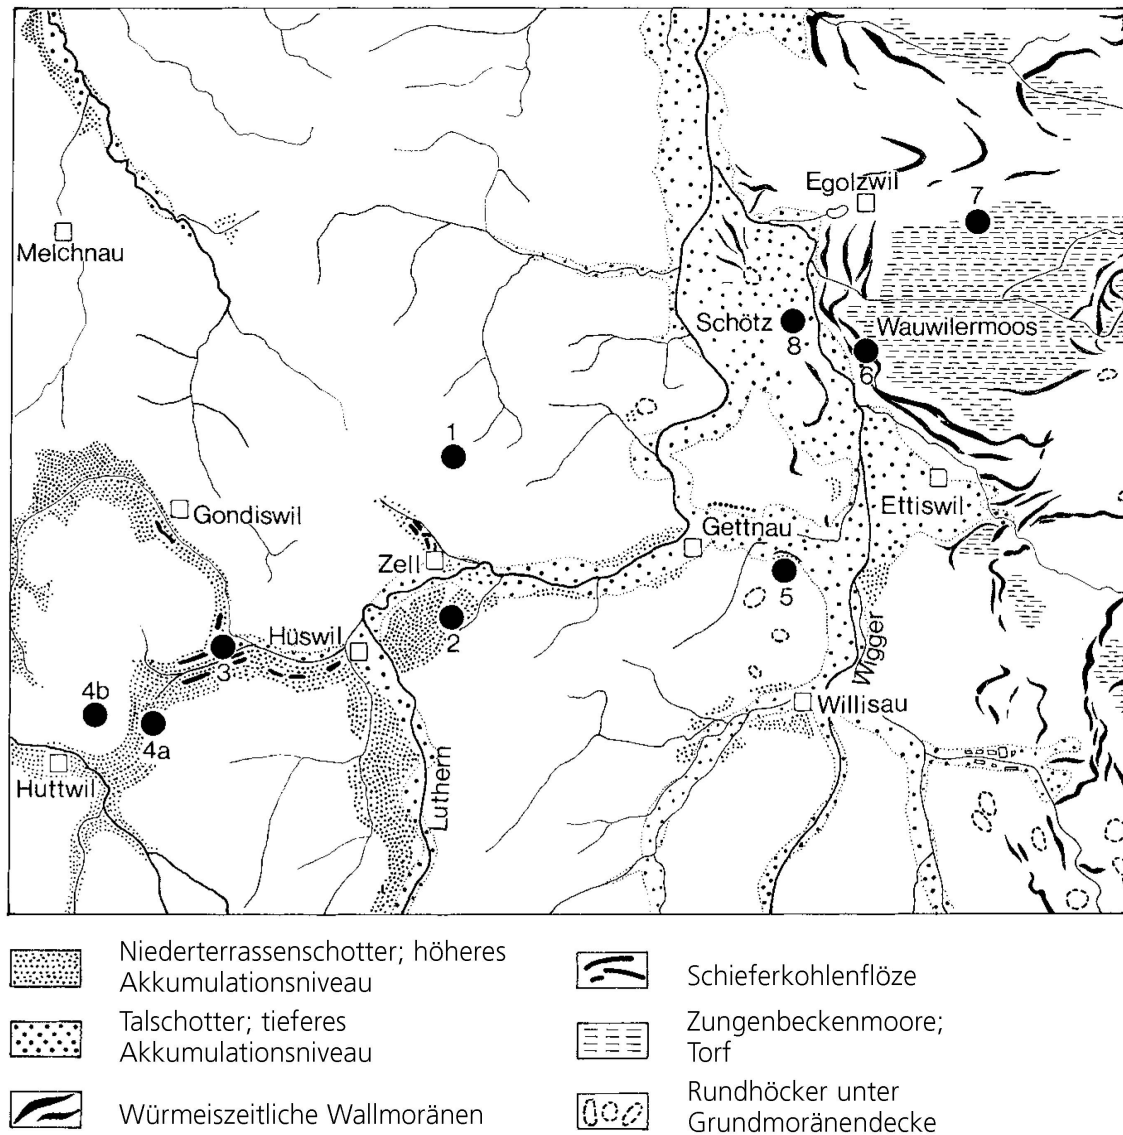 Egolzwil
7
Melchnau
Schötz
8
Wauwilermoos
6
1
Gondiswil
Gettnau
Ettiswil
Zell
5
2
Hüswil
3
Wigger
4b
4a
Willisau
Huttwil
Luthern
Niederterrassenschotter; höheres
Akkumulationsniveau
Talschotter; tieferes
Akkumulationsniveau
Würmeiszeitliche Wallmoränen
Schieferkohlenflöze
Zungenbeckenmoore;
Torf
Rundhöcker unter
Grundmoränendecke